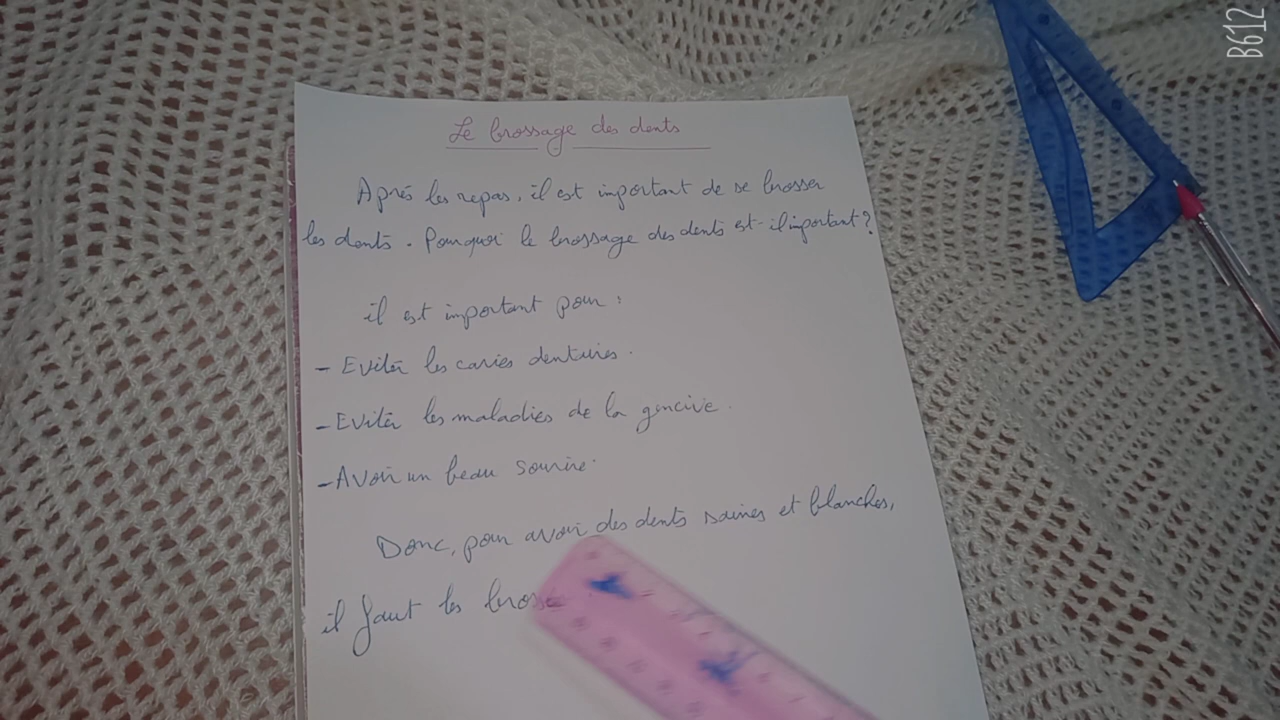 Le brossage des dents
Après les repas, il est important de se brosser
les dents. Pourquoi le brossage des dents est-il important?
il est important pour:
- Eviter les caries dentaires.
- Eviter les maladies de la gencive.
- Avoir un beau sourire.
Donc, pour avoir des dents saines et blanches,
il faut les
B612